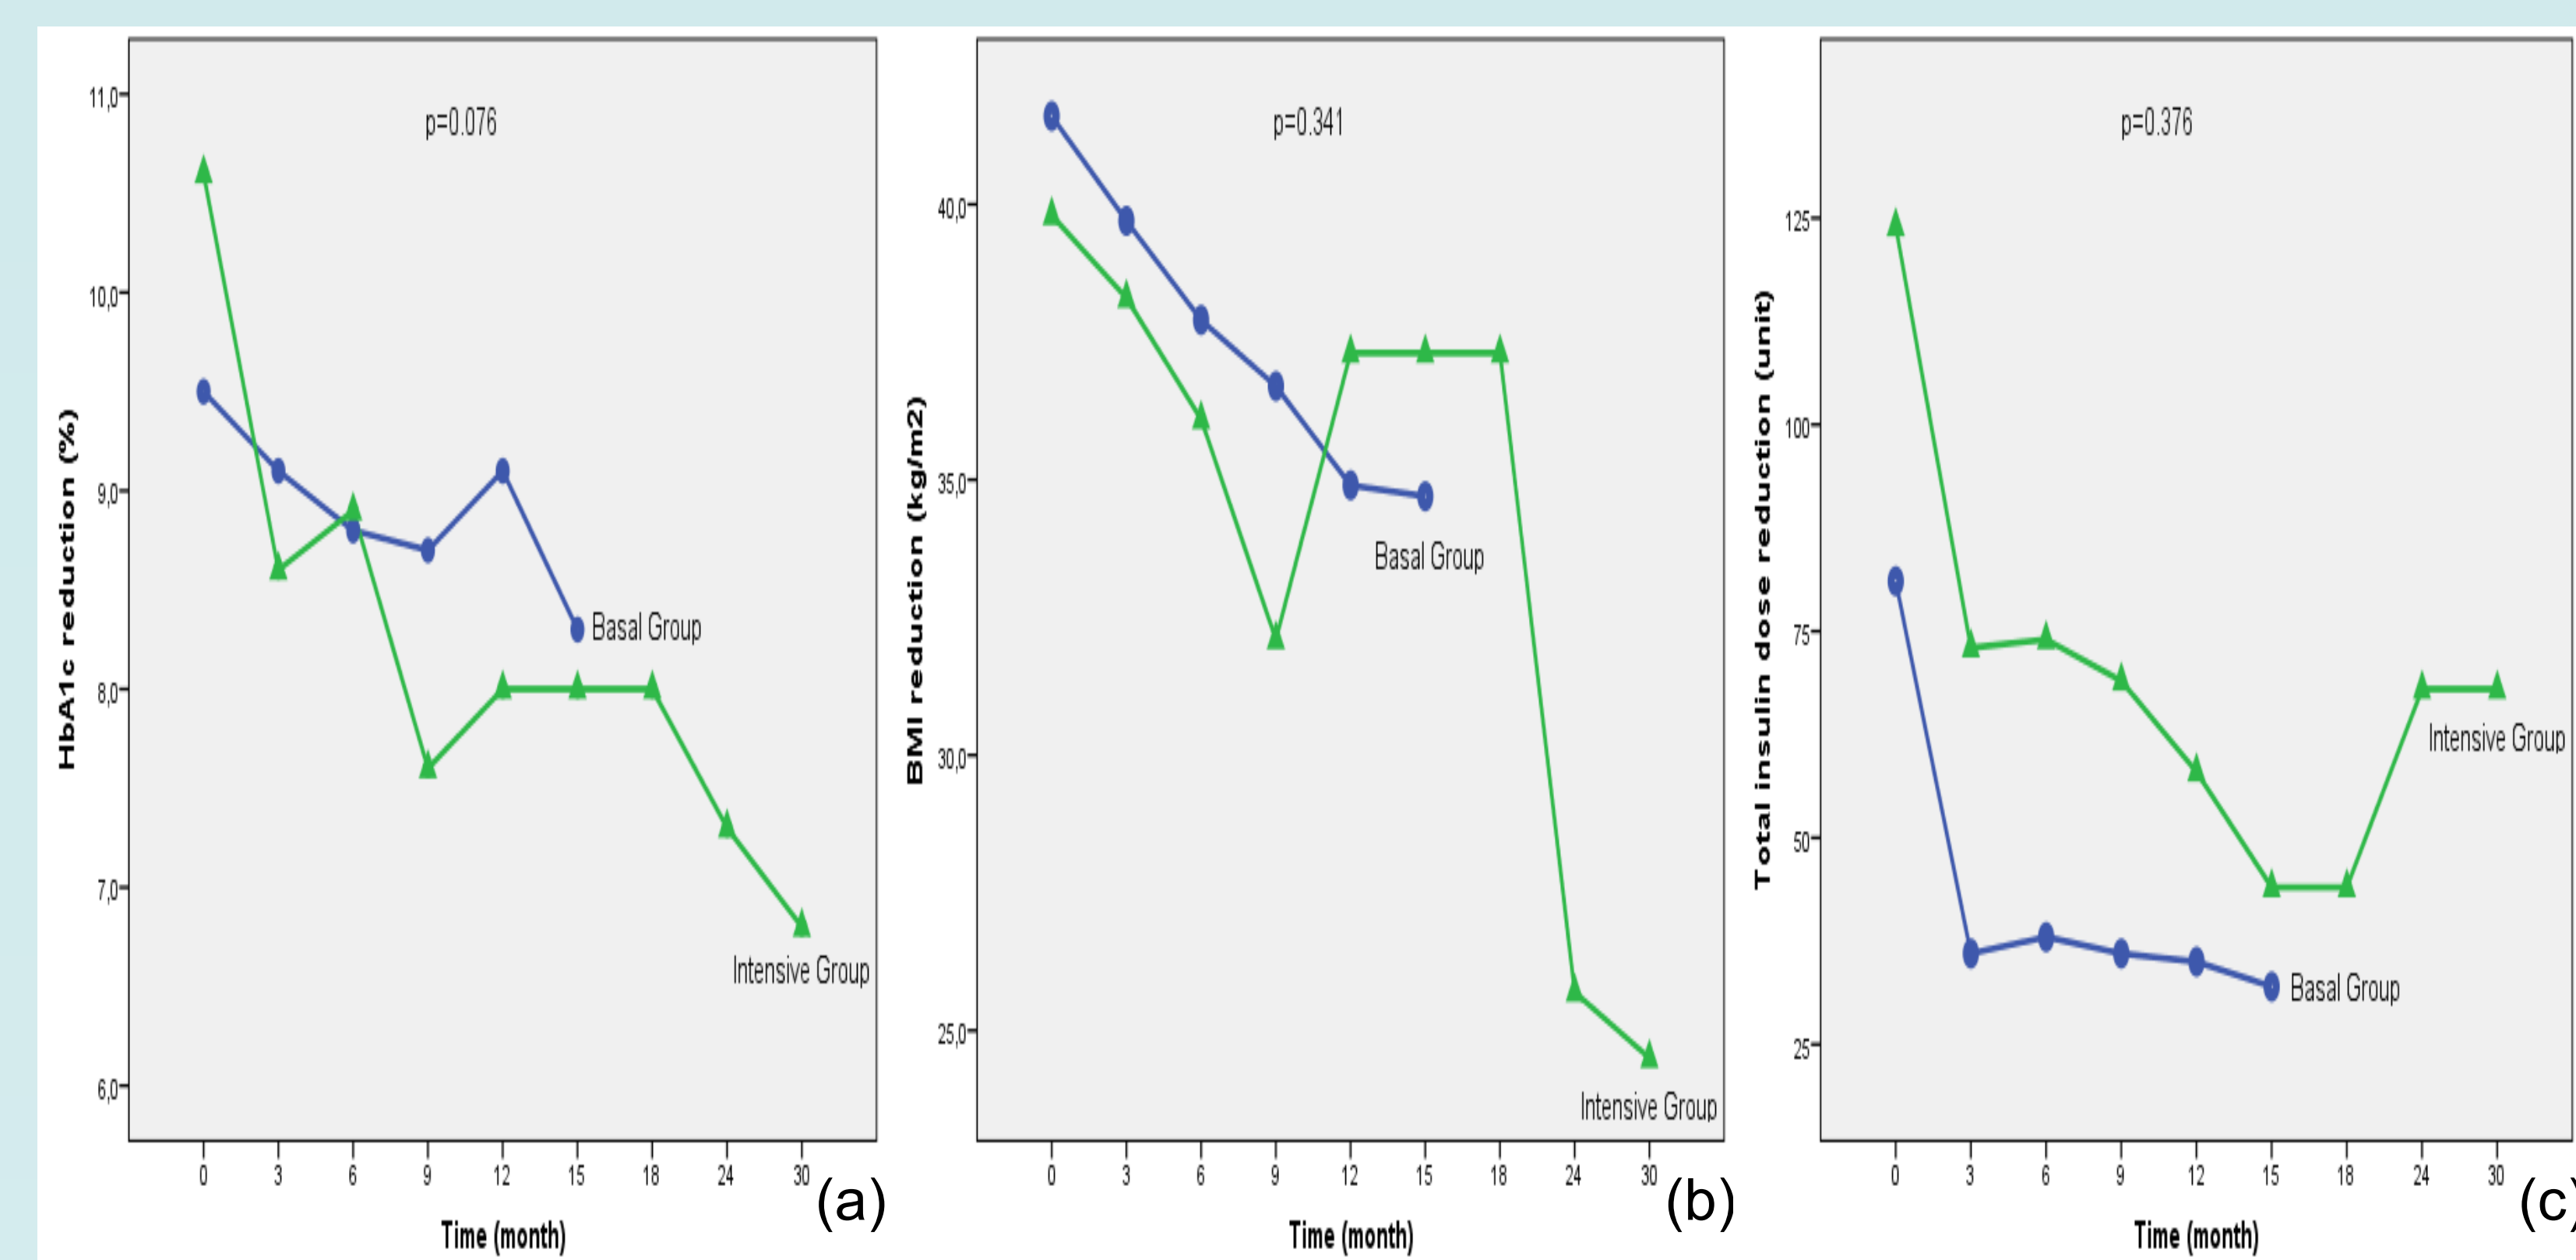 HbA1c reduction (%)
11,0
10,0
9,0
8,0
7,0
6,0
p=0.076
Basal Group
Intensive Group
0 3 6 9 12 15 18 24 30
Time (month)
(a)
BMI reduction (kg/m2)
40,0
35,0
30,0
25,0
p=0.341
Basal Group
Intensive Group
0 3 6 9 12 15 18 24 30
Time (month)
(b)
Total insulin dose reduction (unit)
125
100
75
50
25
p=0.376
Intensive Group
Basal Group
0 3 6 9 12 15 18 24 30
Time (month)
(c)